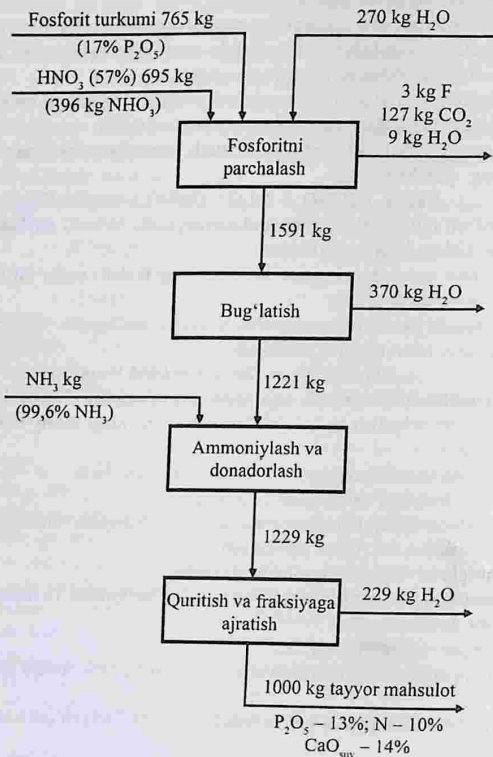 Fosforit turkumi 765 kg
(17% P₂O₅)
270 kg H₂O
HNO₃ (57%) 695 kg
(396 kg NHO₃)
3 kg F
127 kg CO₂
9 kg H₂O
Fosforitni
parchalash
1591 kg
Bug‘latish
370 kg H₂O
1221 kg
NH₃ kg
(99,6% NH₃)
Ammoniylash va
donadorlash
1229 kg
Quritish va fraksiyaga
ajratish
229 kg H₂O
1000 kg tayyor mahsulot
P₂O₅ – 13%; N – 10%
CaO suv – 14%